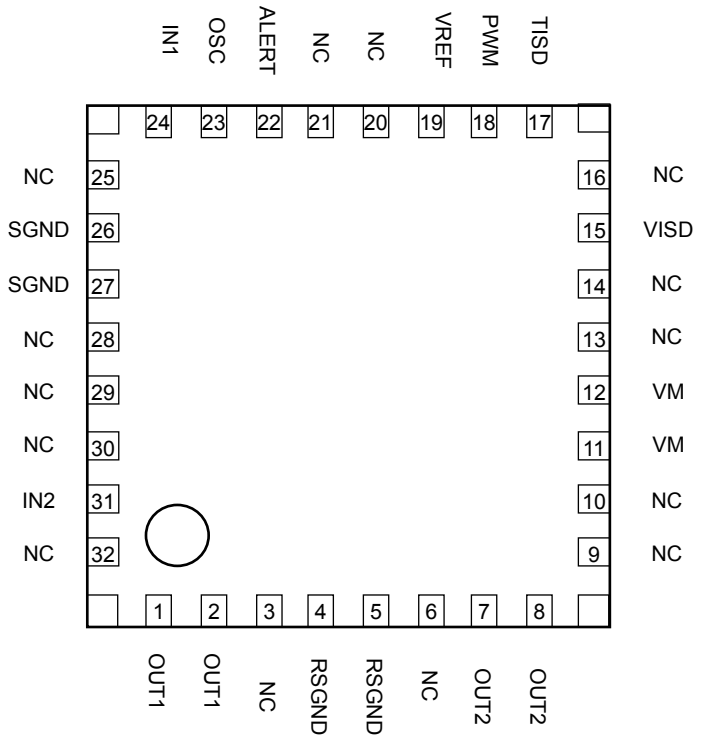 IN1 OSC ALERT NC NC VREF PWM TISD
24 23 22 21 20 19 18 17
NC 25 16 NC
SGND 26 15 VISD
SGND 27 14 NC
NC 28 13 NC
NC 29 12 VM
NC 30 11 VM
IN2 31 10 NC
NC 32 9 NC
1 2 3 4 5 6 7 8
OUT1 OUT1 NC RSGND RSGND NC OUT2 OUT2